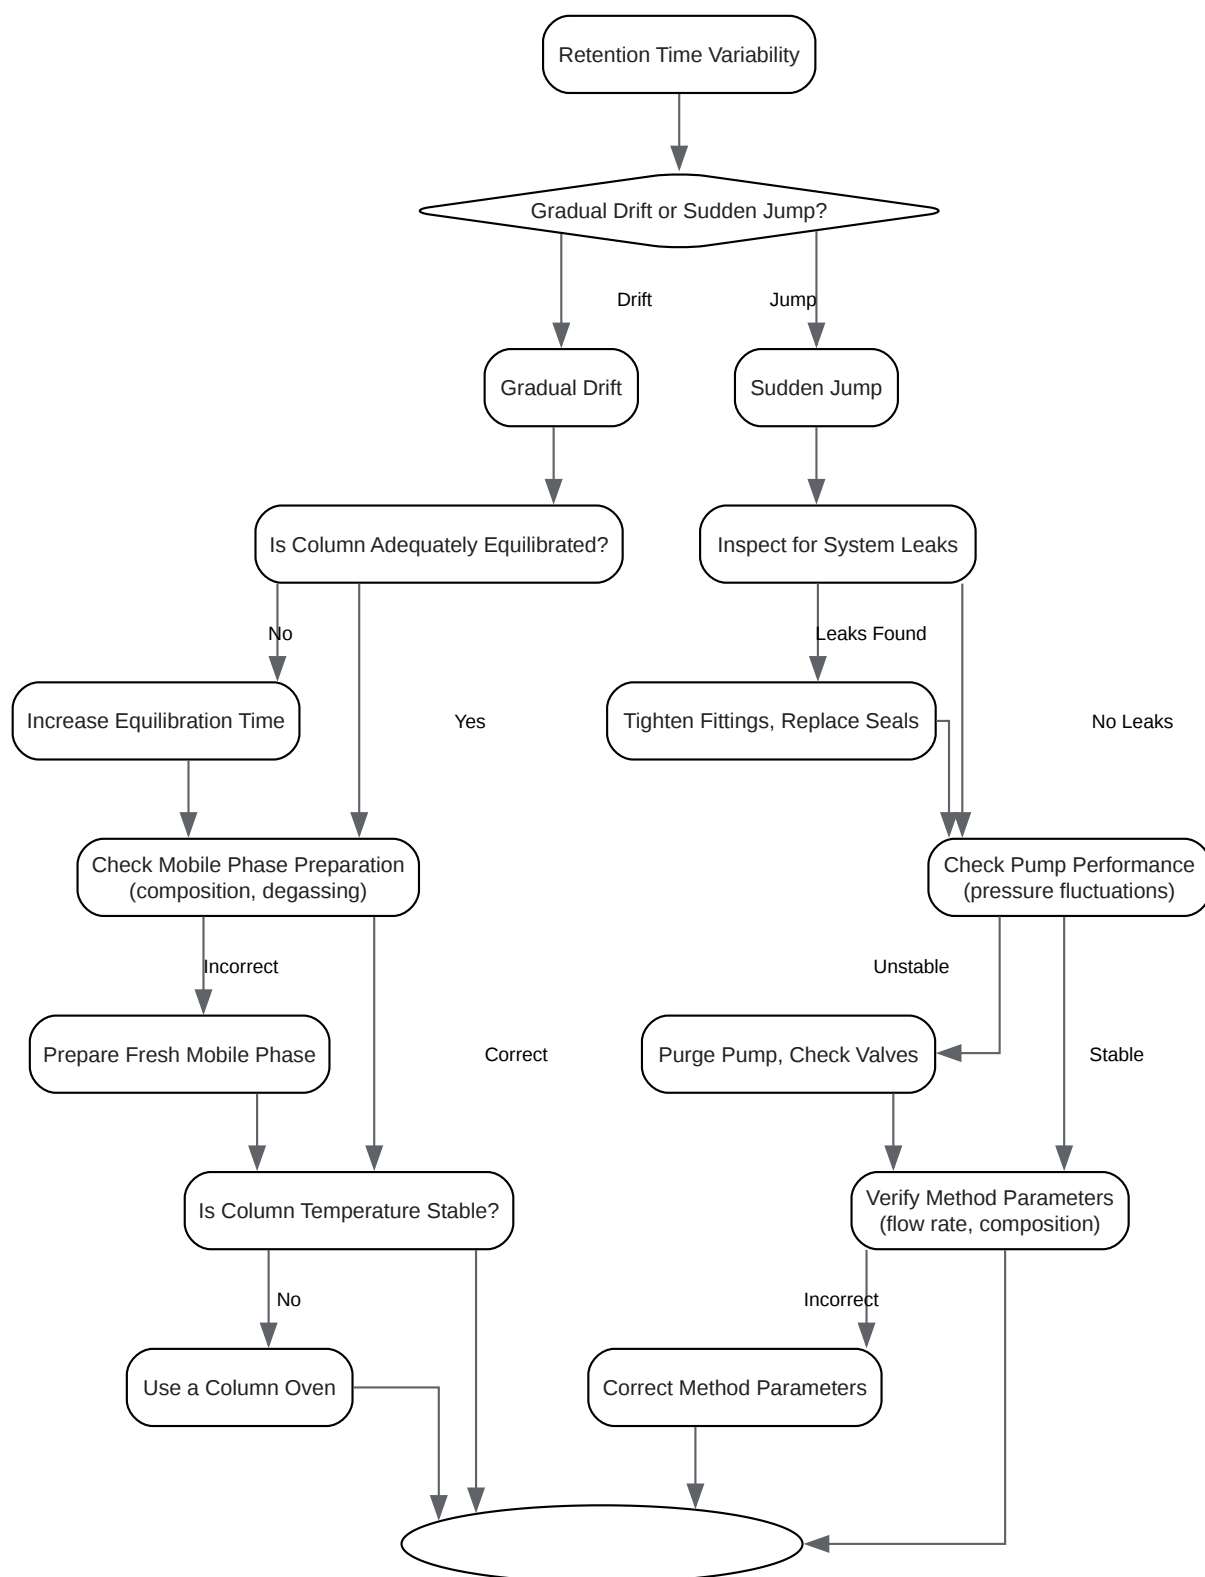 Retention Time Variability
Gradual Drift or Sudden Jump?
Drift
Jump
Gradual Drift
Sudden Jump
Is Column Adequately Equilibrated?
Inspect for System Leaks
No
Leaks Found
Increase Equilibration Time
Yes
Tighten Fittings, Replace Seals
No Leaks
Check Mobile Phase Preparation
(composition, degassing)
Check Pump Performance
(pressure fluctuations)
Incorrect
Unstable
Prepare Fresh Mobile Phase
Correct
Purge Pump, Check Valves
Stable
Is Column Temperature Stable?
Verify Method Parameters
(flow rate, composition)
No
Incorrect
Use a Column Oven
Correct Method Parameters